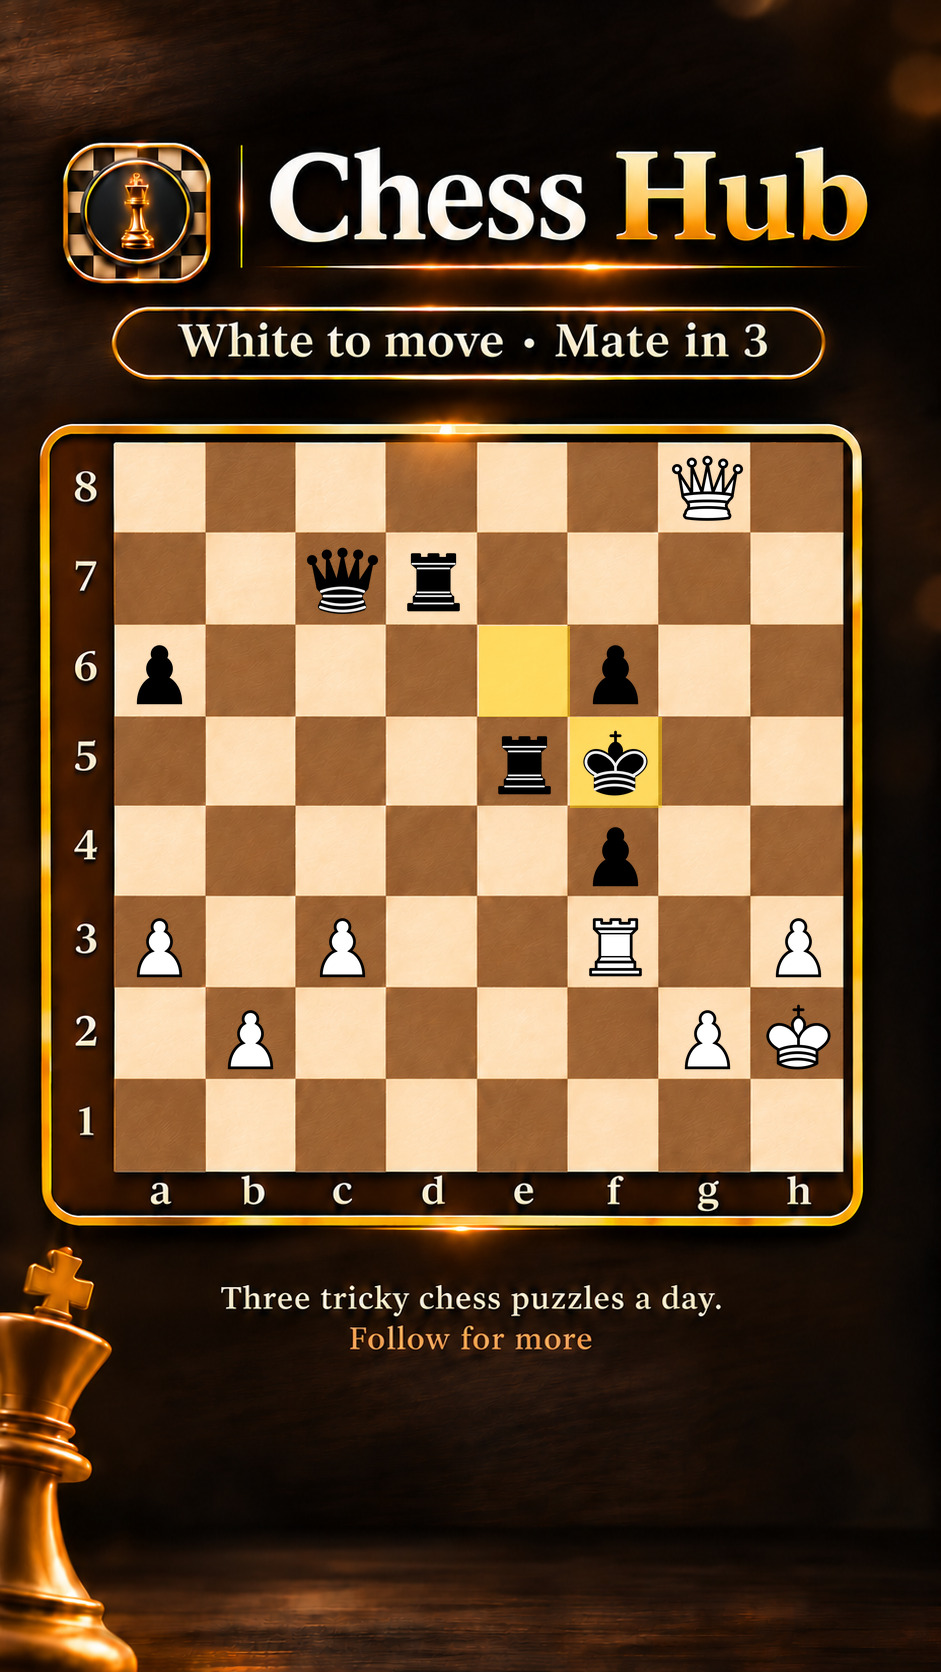 Chess Hub
White to move • Mate in 3
8
7
6
5
4
3
2
1
a b c d e f g h
Three tricky chess puzzles a day.
Follow for more